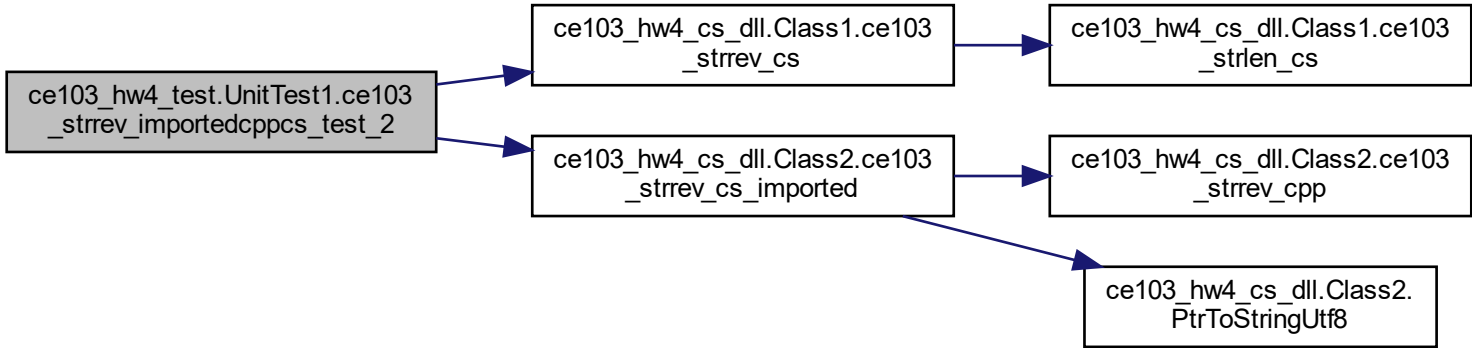 ce103_hw4_test.UnitTest1.ce103
_strrev_importedcppcs_test_2
ce103_hw4_cs_dll.Class1.ce103
_strrev_cs
ce103_hw4_cs_dll.Class1.ce103
_strlen_cs
ce103_hw4_cs_dll.Class2.ce103
_strrev_cs_imported
ce103_hw4_cs_dll.Class2.ce103
_strrev_cpp
ce103_hw4_cs_dll.Class2.
PtrToStringUtf8